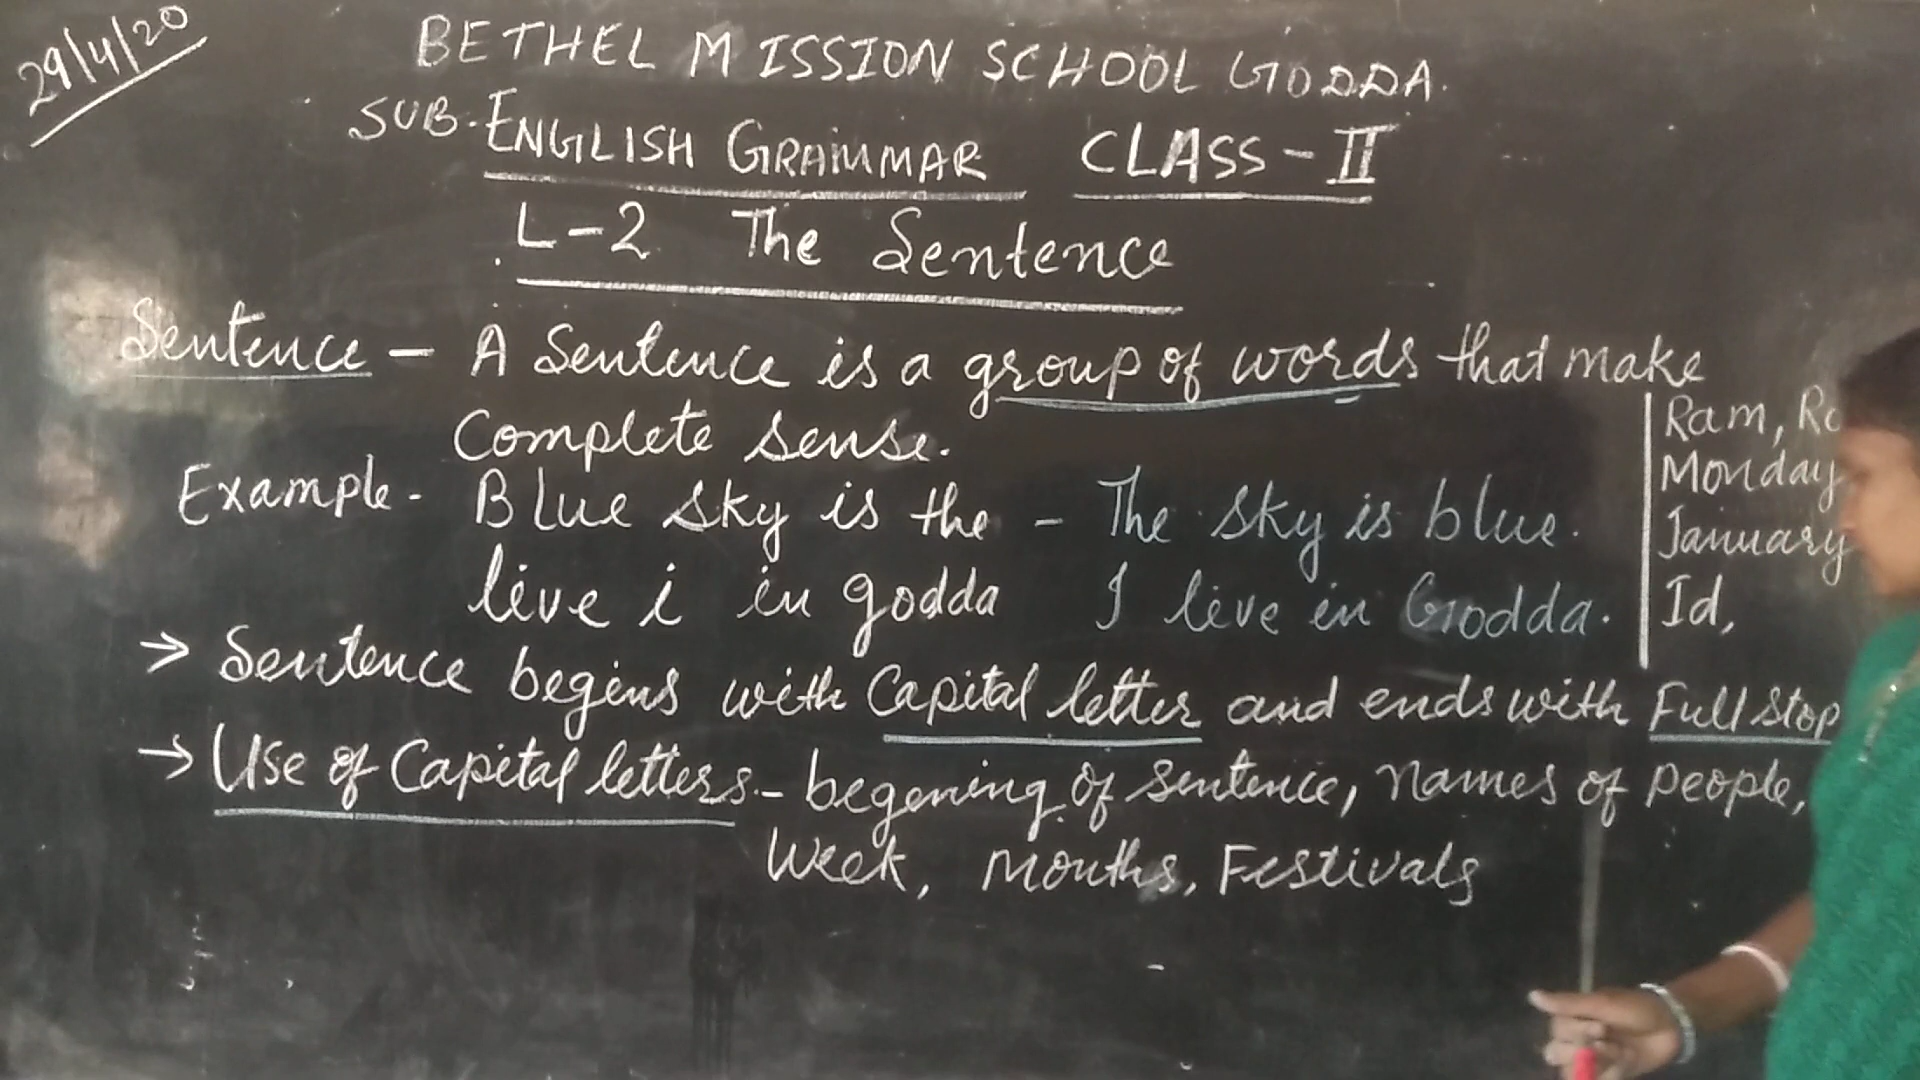 29/4/20
BETHEL MISSION SCHOOL GODDA.
SUB. ENGLISH GRAMMAR CLASS-II
L-2 The Sentence
Sentence - A Sentence is a group of words that make
Complete sense.
Example - Blue sky is the - The sky is blue.
live i in godda I live in Godda.
Ram,
Monday
January
Id,
→ Sentence begins with Capital letter and ends with Full Stop
→ Use of Capital letters - begening of sentence, names of people,
Week, Months, Festivals